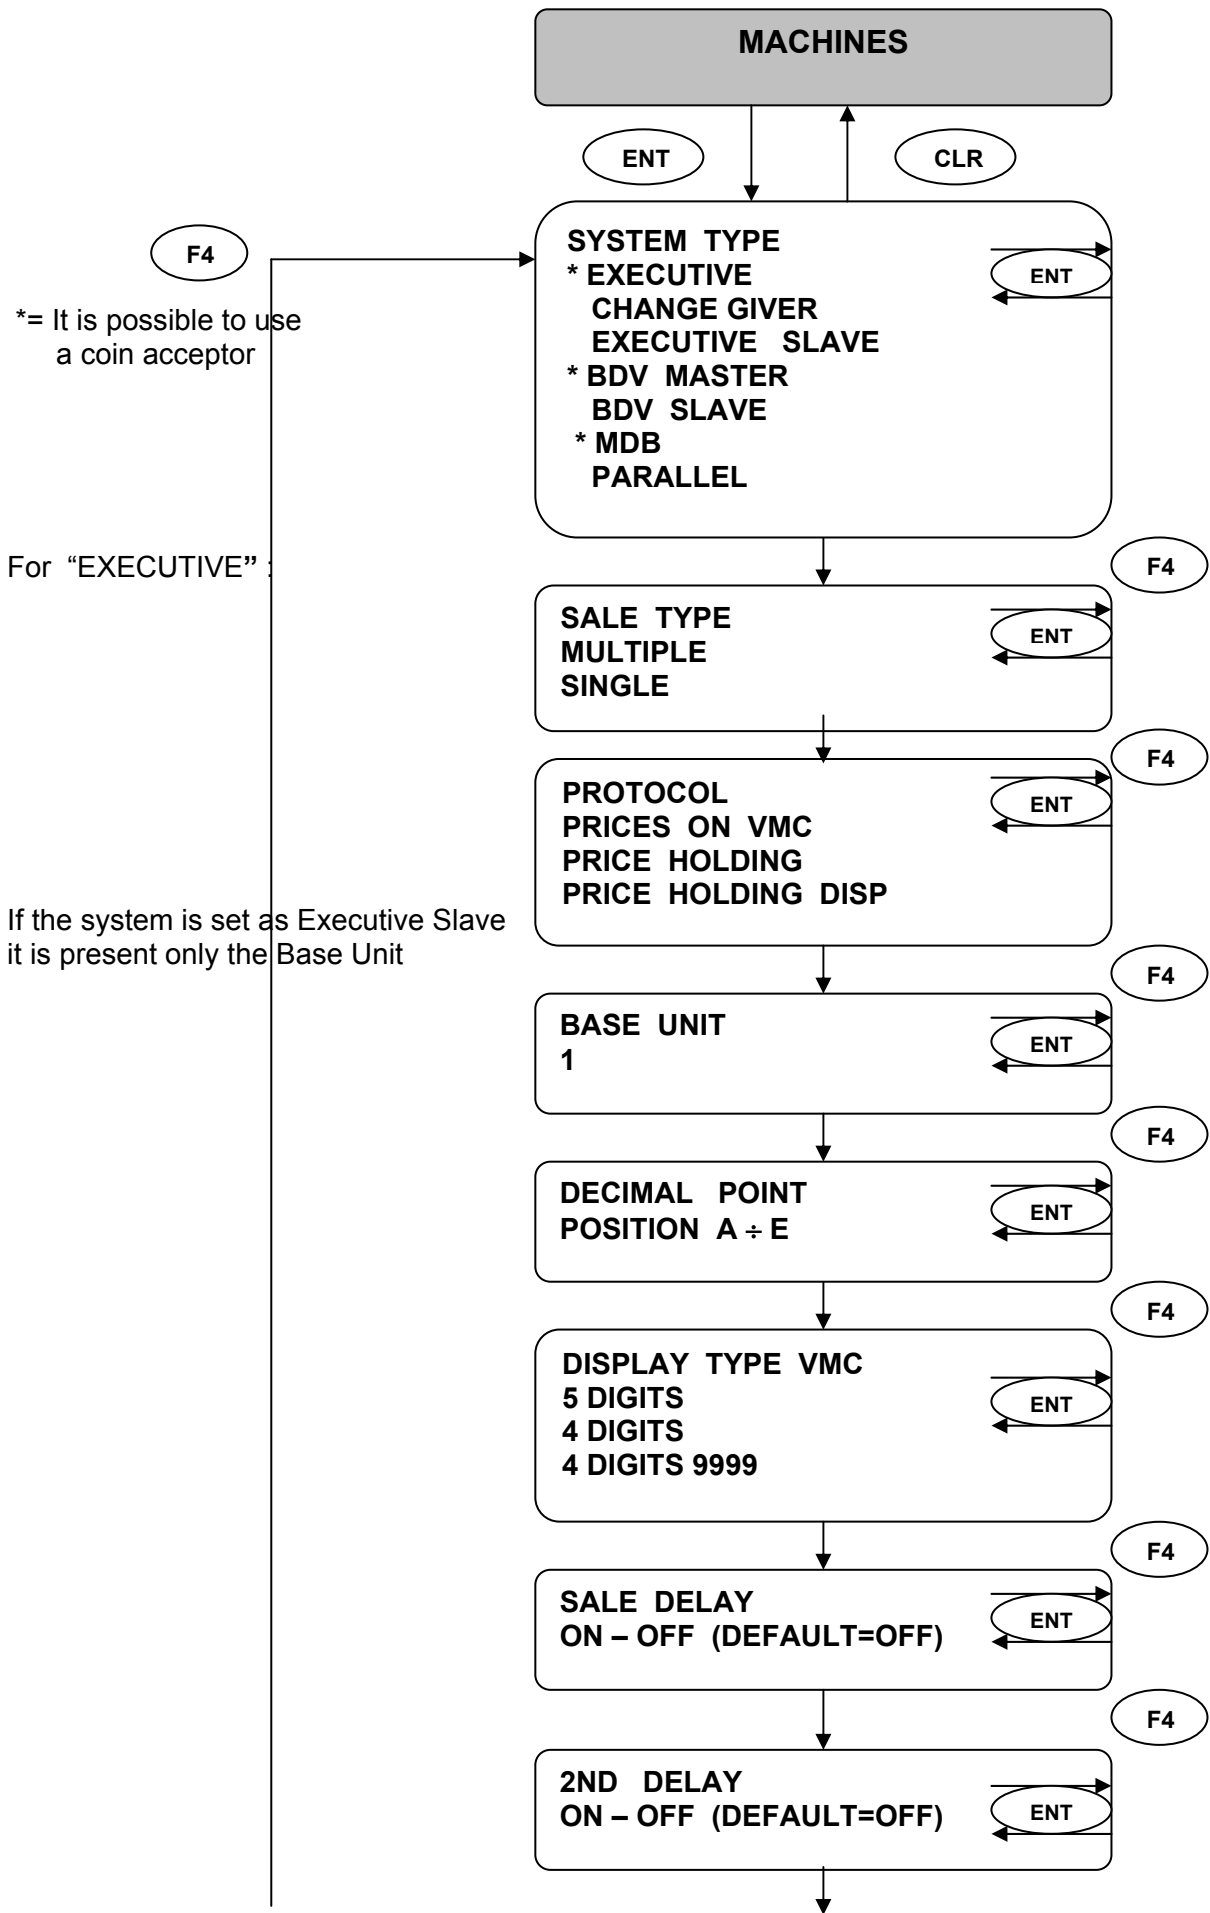 MACHINES
ENT
CLR
F4
SYSTEM TYPE
* EXECUTIVE
CHANGE GIVER
EXECUTIVE SLAVE
* BDV MASTER
BDV SLAVE
* MDB
PARALLEL
ENT
*= It is possible to use
a coin acceptor
For “EXECUTIVE” :
F4
SALE TYPE
MULTIPLE
SINGLE
ENT
F4
PROTOCOL
PRICES ON VMC
PRICE HOLDING
PRICE HOLDING DISP
ENT
If the system is set as Executive Slave
it is present only the Base Unit
F4
BASE UNIT
1
ENT
F4
DECIMAL POINT
POSITION A ÷ E
ENT
F4
DISPLAY TYPE VMC
5 DIGITS
4 DIGITS
4 DIGITS 9999
ENT
F4
SALE DELAY
ON – OFF (DEFAULT=OFF)
ENT
F4
2ND DELAY
ON – OFF (DEFAULT=OFF)
ENT